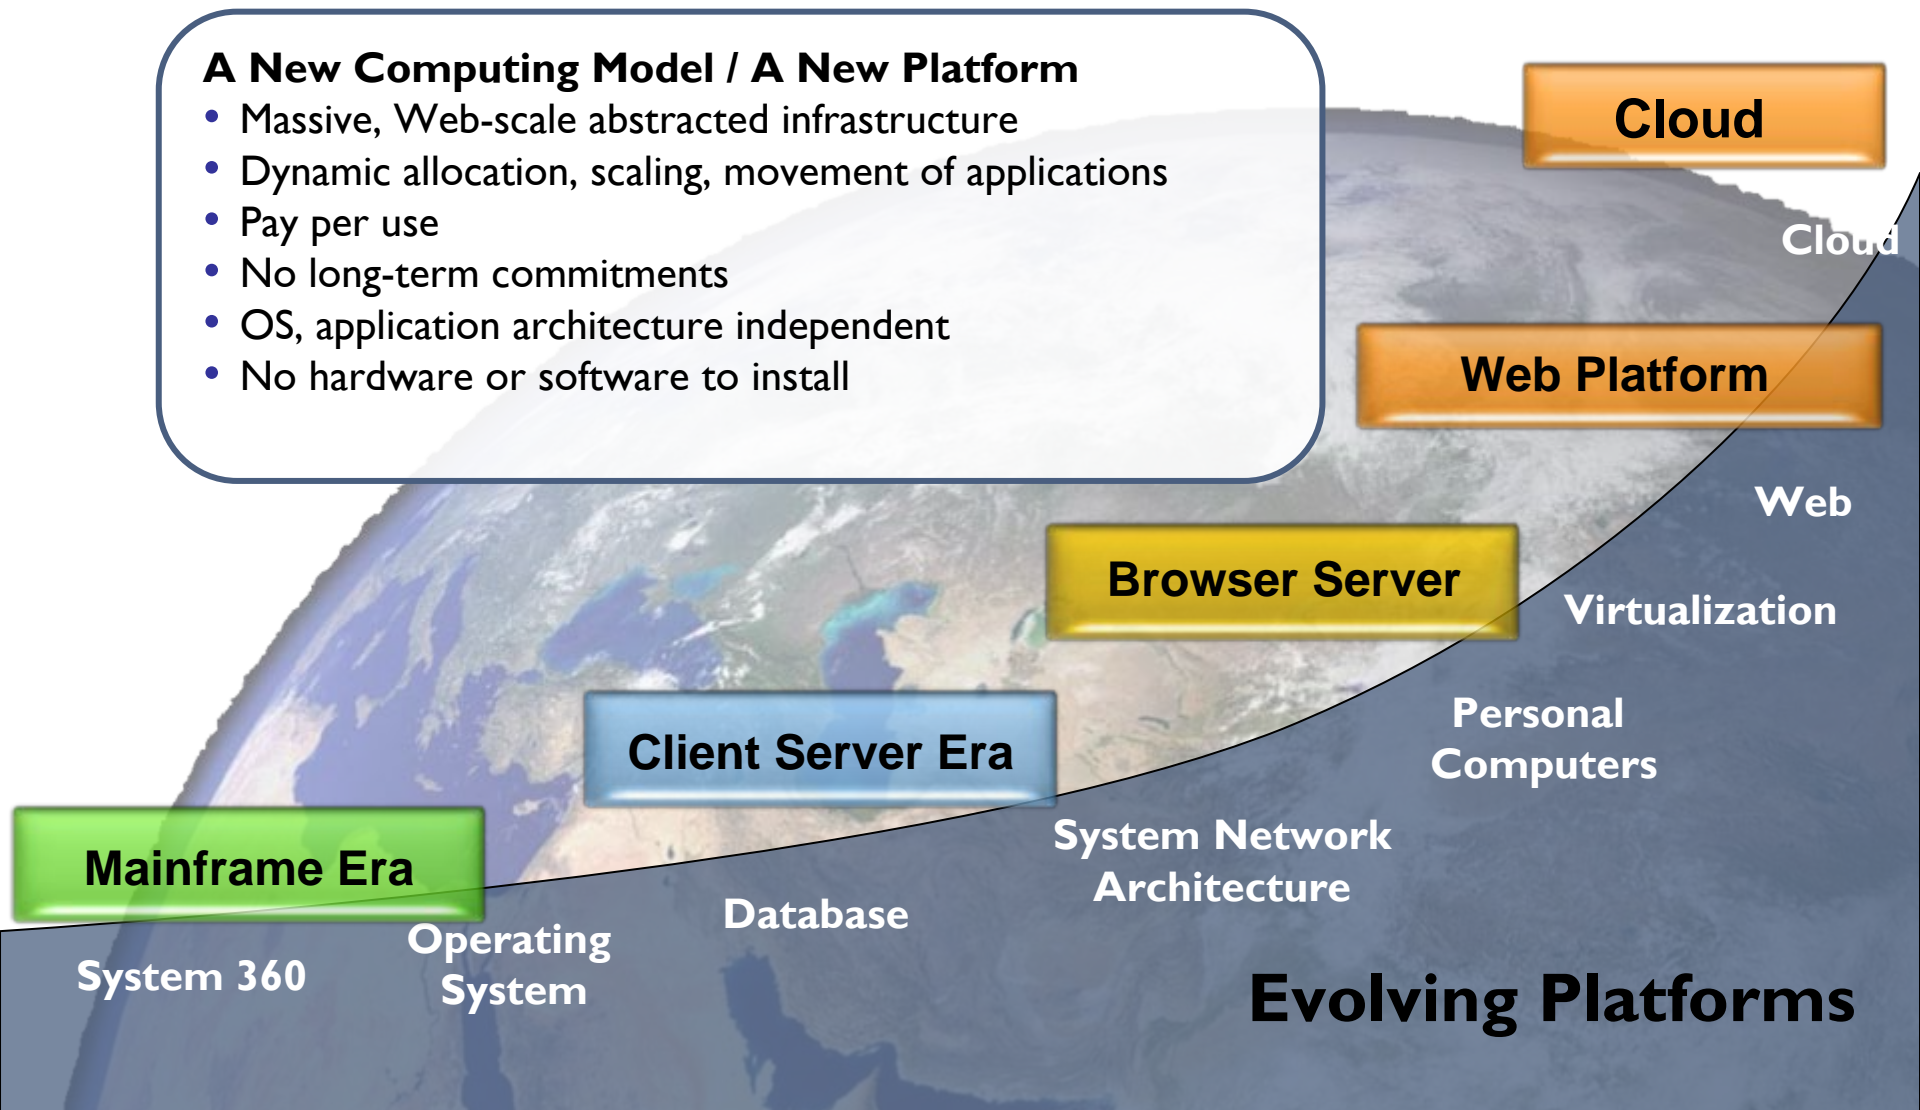 A New Computing Model / A New Platform
• Massive, Web-scale abstracted infrastructure
• Dynamic allocation, scaling, movement of applications
• Pay per use
• No long-term commitments
• OS, application architecture independent
• No hardware or software to install
Cloud
Cloud
Web Platform
Web
Browser Server
Virtualization
Personal
Computers
Client Server Era
System Network
Architecture
Mainframe Era
Database
Operating
System
System 360
Evolving Platforms